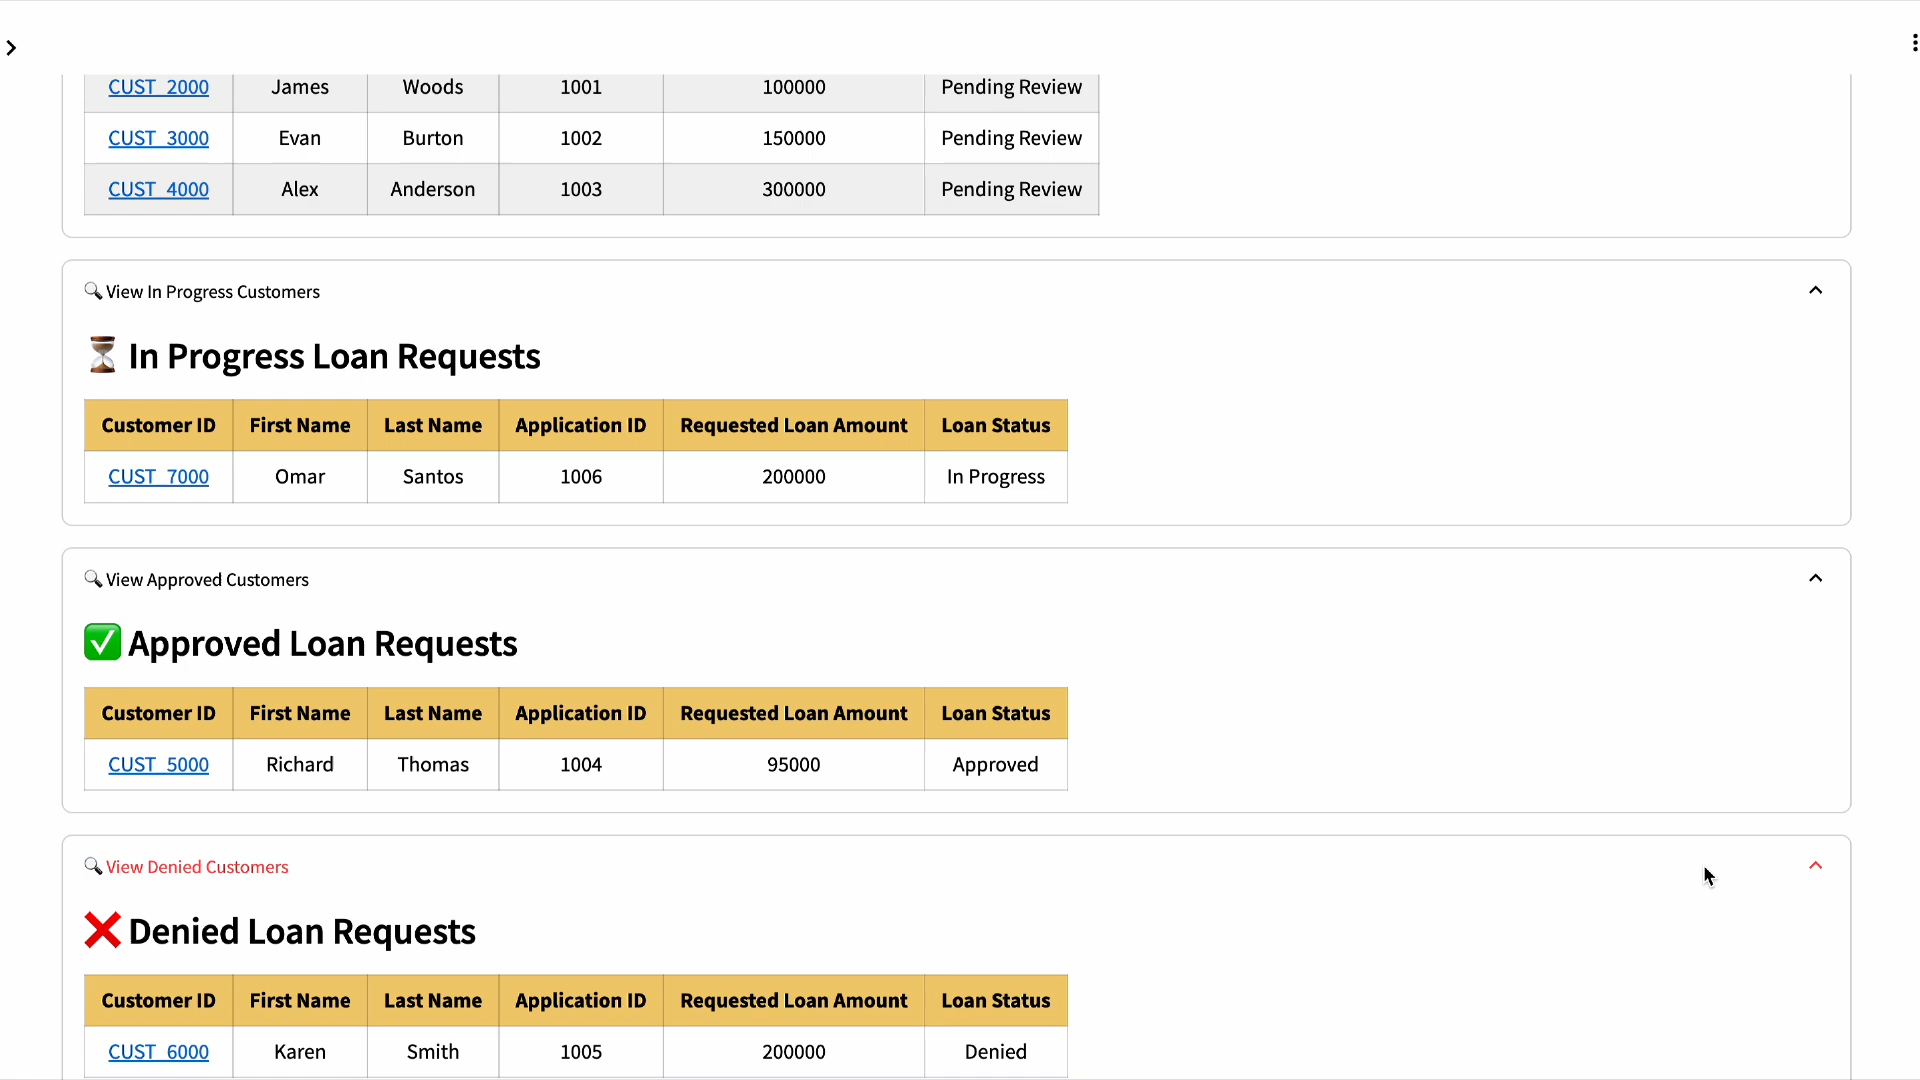 CUST_2000 James Woods 1001 100000 Pending Review
CUST_3000 Evan Burton 1002 150000 Pending Review
CUST_4000 Alex Anderson 1003 300000 Pending Review
View In Progress Customers
In Progress Loan Requests
Customer ID First Name Last Name Application ID Requested Loan Amount Loan Status
CUST_7000 Omar Santos 1006 200000 In Progress
View Approved Customers
Approved Loan Requests
Customer ID First Name Last Name Application ID Requested Loan Amount Loan Status
CUST_5000 Richard Thomas 1004 95000 Approved
View Denied Customers
Denied Loan Requests
Customer ID First Name Last Name Application ID Requested Loan Amount Loan Status
CUST_6000 Karen Smith 1005 200000 Denied